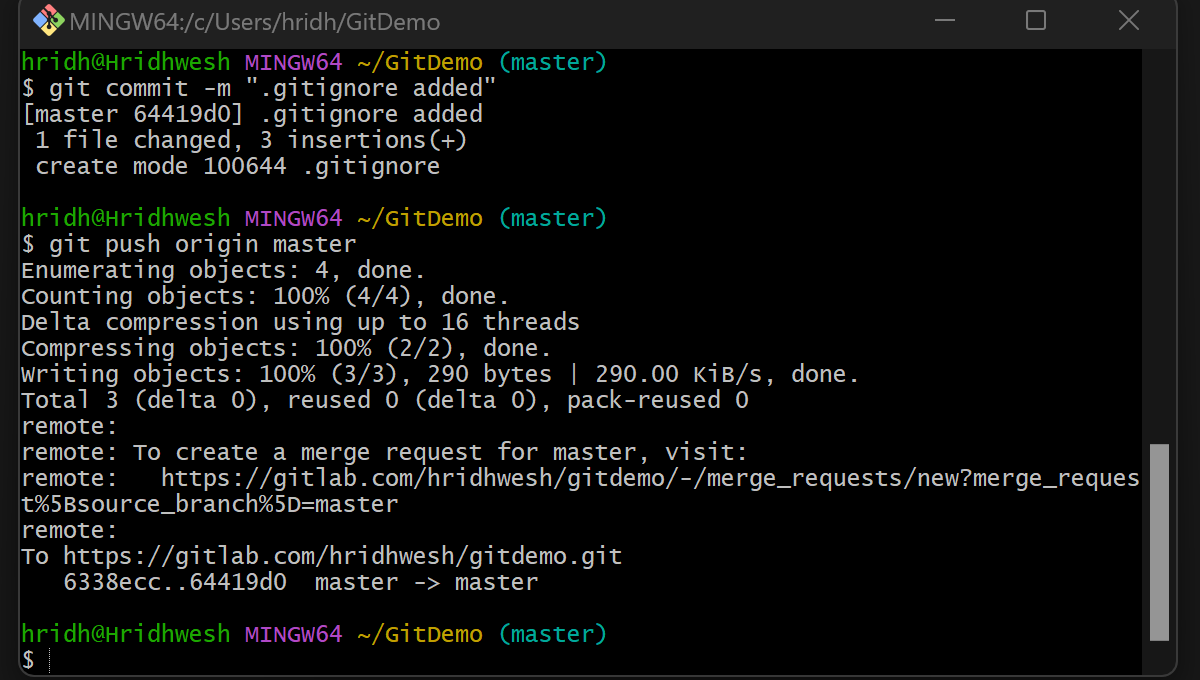 MINGW64:/c/Users/hridh/GitDemo
hridh@Hridhwesh MINGW64 ~/GitDemo (master)
$ git commit -m ".gitignore added"
[master 64419d0] .gitignore added
 1 file changed, 3 insertions(+)
 create mode 100644 .gitignore
hridh@Hridhwesh MINGW64 ~/GitDemo (master)
$ git push origin master
Enumerating objects: 4, done.
Counting objects: 100% (4/4), done.
Delta compression using up to 16 threads
Compressing objects: 100% (2/2), done.
Writing objects: 100% (3/3), 290 bytes | 290.00 KiB/s, done.
Total 3 (delta 0), reused 0 (delta 0), pack-reused 0
remote:
remote: To create a merge request for master, visit:
remote:   https://gitlab.com/hridhwesh/gitdemo/-/merge_requests/new?merge_reques
t%5Bsource_branch%5D=master
remote:
To https://gitlab.com/hridhwesh/gitdemo.git
   6338ecc..64419d0  master -> master
hridh@Hridhwesh MINGW64 ~/GitDemo (master)
$